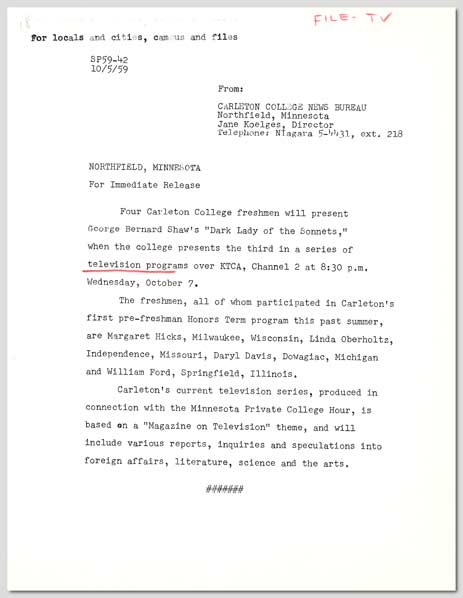 FILE - TV
For locals and cities, campus and files
SP59-42
10/5/59
From:
CARLETON COLLEGE NEWS BUREAU
Northfield, Minnesota
Jane Koelges, Director
Telephone: NIagara 5-4431, ext. 218
NORTHFIELD, MINNESOTA
For Immediate Release
Four Carleton College freshmen will present
George Bernard Shaw's "Dark Lady of the Sonnets,"
when the college presents the third in a series of
television programs over KTCA, Channel 2 at 8:30 p.m.
Wednesday, October 7.
The freshmen, all of whom participated in Carleton's
first pre-freshman Honors Term program this past summer,
are Margaret Hicks, Milwaukee, Wisconsin, Linda Oberholtz,
Independence, Missouri, Daryl Davis, Dowagiac, Michigan
and William Ford, Springfield, Illinois.
Carleton's current television series, produced in
connection with the Minnesota Private College Hour, is
based on a "Magazine on Television" theme, and will
include various reports, inquiries and speculations into
foreign affairs, literature, science and the arts.
#######